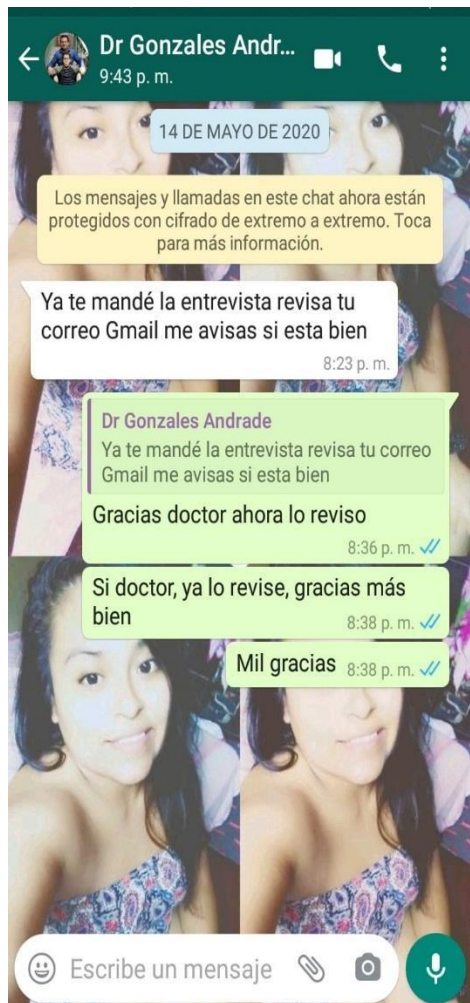 Dr Gonzales Andr...
9:43 p. m.
14 DE MAYO DE 2020
Los mensajes y llamadas en este chat ahora están
protegidos con cifrado de extremo a extremo. Toca
para más información.
Ya te mandé la entrevista revisa tu
correo Gmail me avisas si esta bien
8:23 p. m.
Dr Gonzales Andrade
Ya te mandé la entrevista revisa tu correo
Gmail me avisas si esta bien
Gracias doctor ahora lo reviso
8:36 p. m.
Si doctor, ya lo revise, gracias más
bien
8:38 p. m.
Mil gracias 8:38 p. m.
Escribe un mensaje